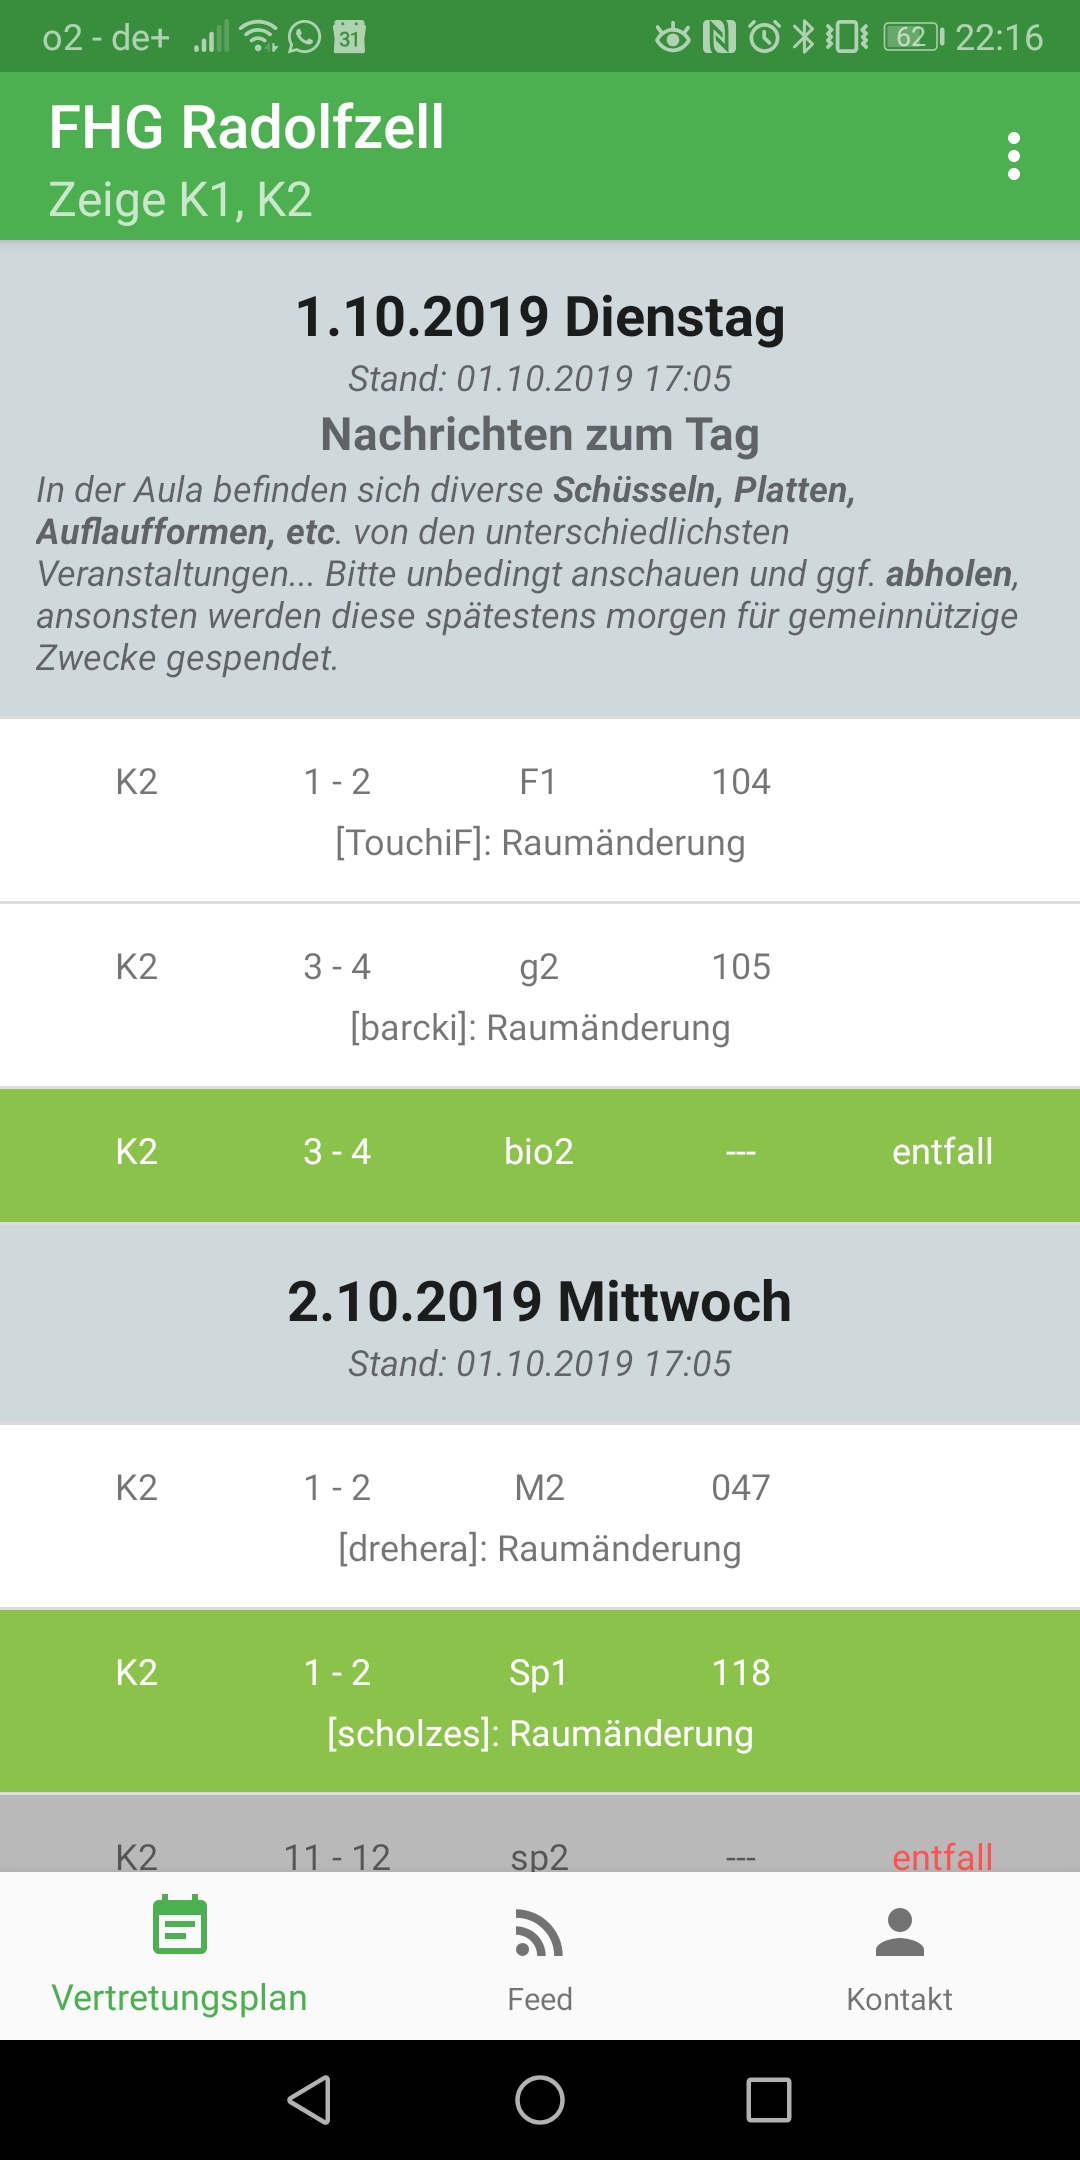 o2 - de+ 31 62 22:16
FHG Radolfzell
Zeige K1, K2
1.10.2019 Dienstag
Stand: 01.10.2019 17:05
Nachrichten zum Tag
In der Aula befinden sich diverse Schüsseln, Platten,
Auflaufformen, etc. von den unterschiedlichsten
Veranstaltungen... Bitte unbedingt anschauen und ggf. abholen,
ansonsten werden diese spätestens morgen für gemeinnützige
Zwecke gespendet.
K2 1 - 2 F1 104
[TouchiF]: Raumänderung
K2 3 - 4 g2 105
[barcki]: Raumänderung
K2 3 - 4 bio2 --- entfall
2.10.2019 Mittwoch
Stand: 01.10.2019 17:05
K2 1 - 2 M2 047
[drehera]: Raumänderung
K2 1 - 2 Sp1 118
[scholzes]: Raumänderung
K2 11 - 12 sp2 --- entfall
Vertretungsplan Feed Kontakt